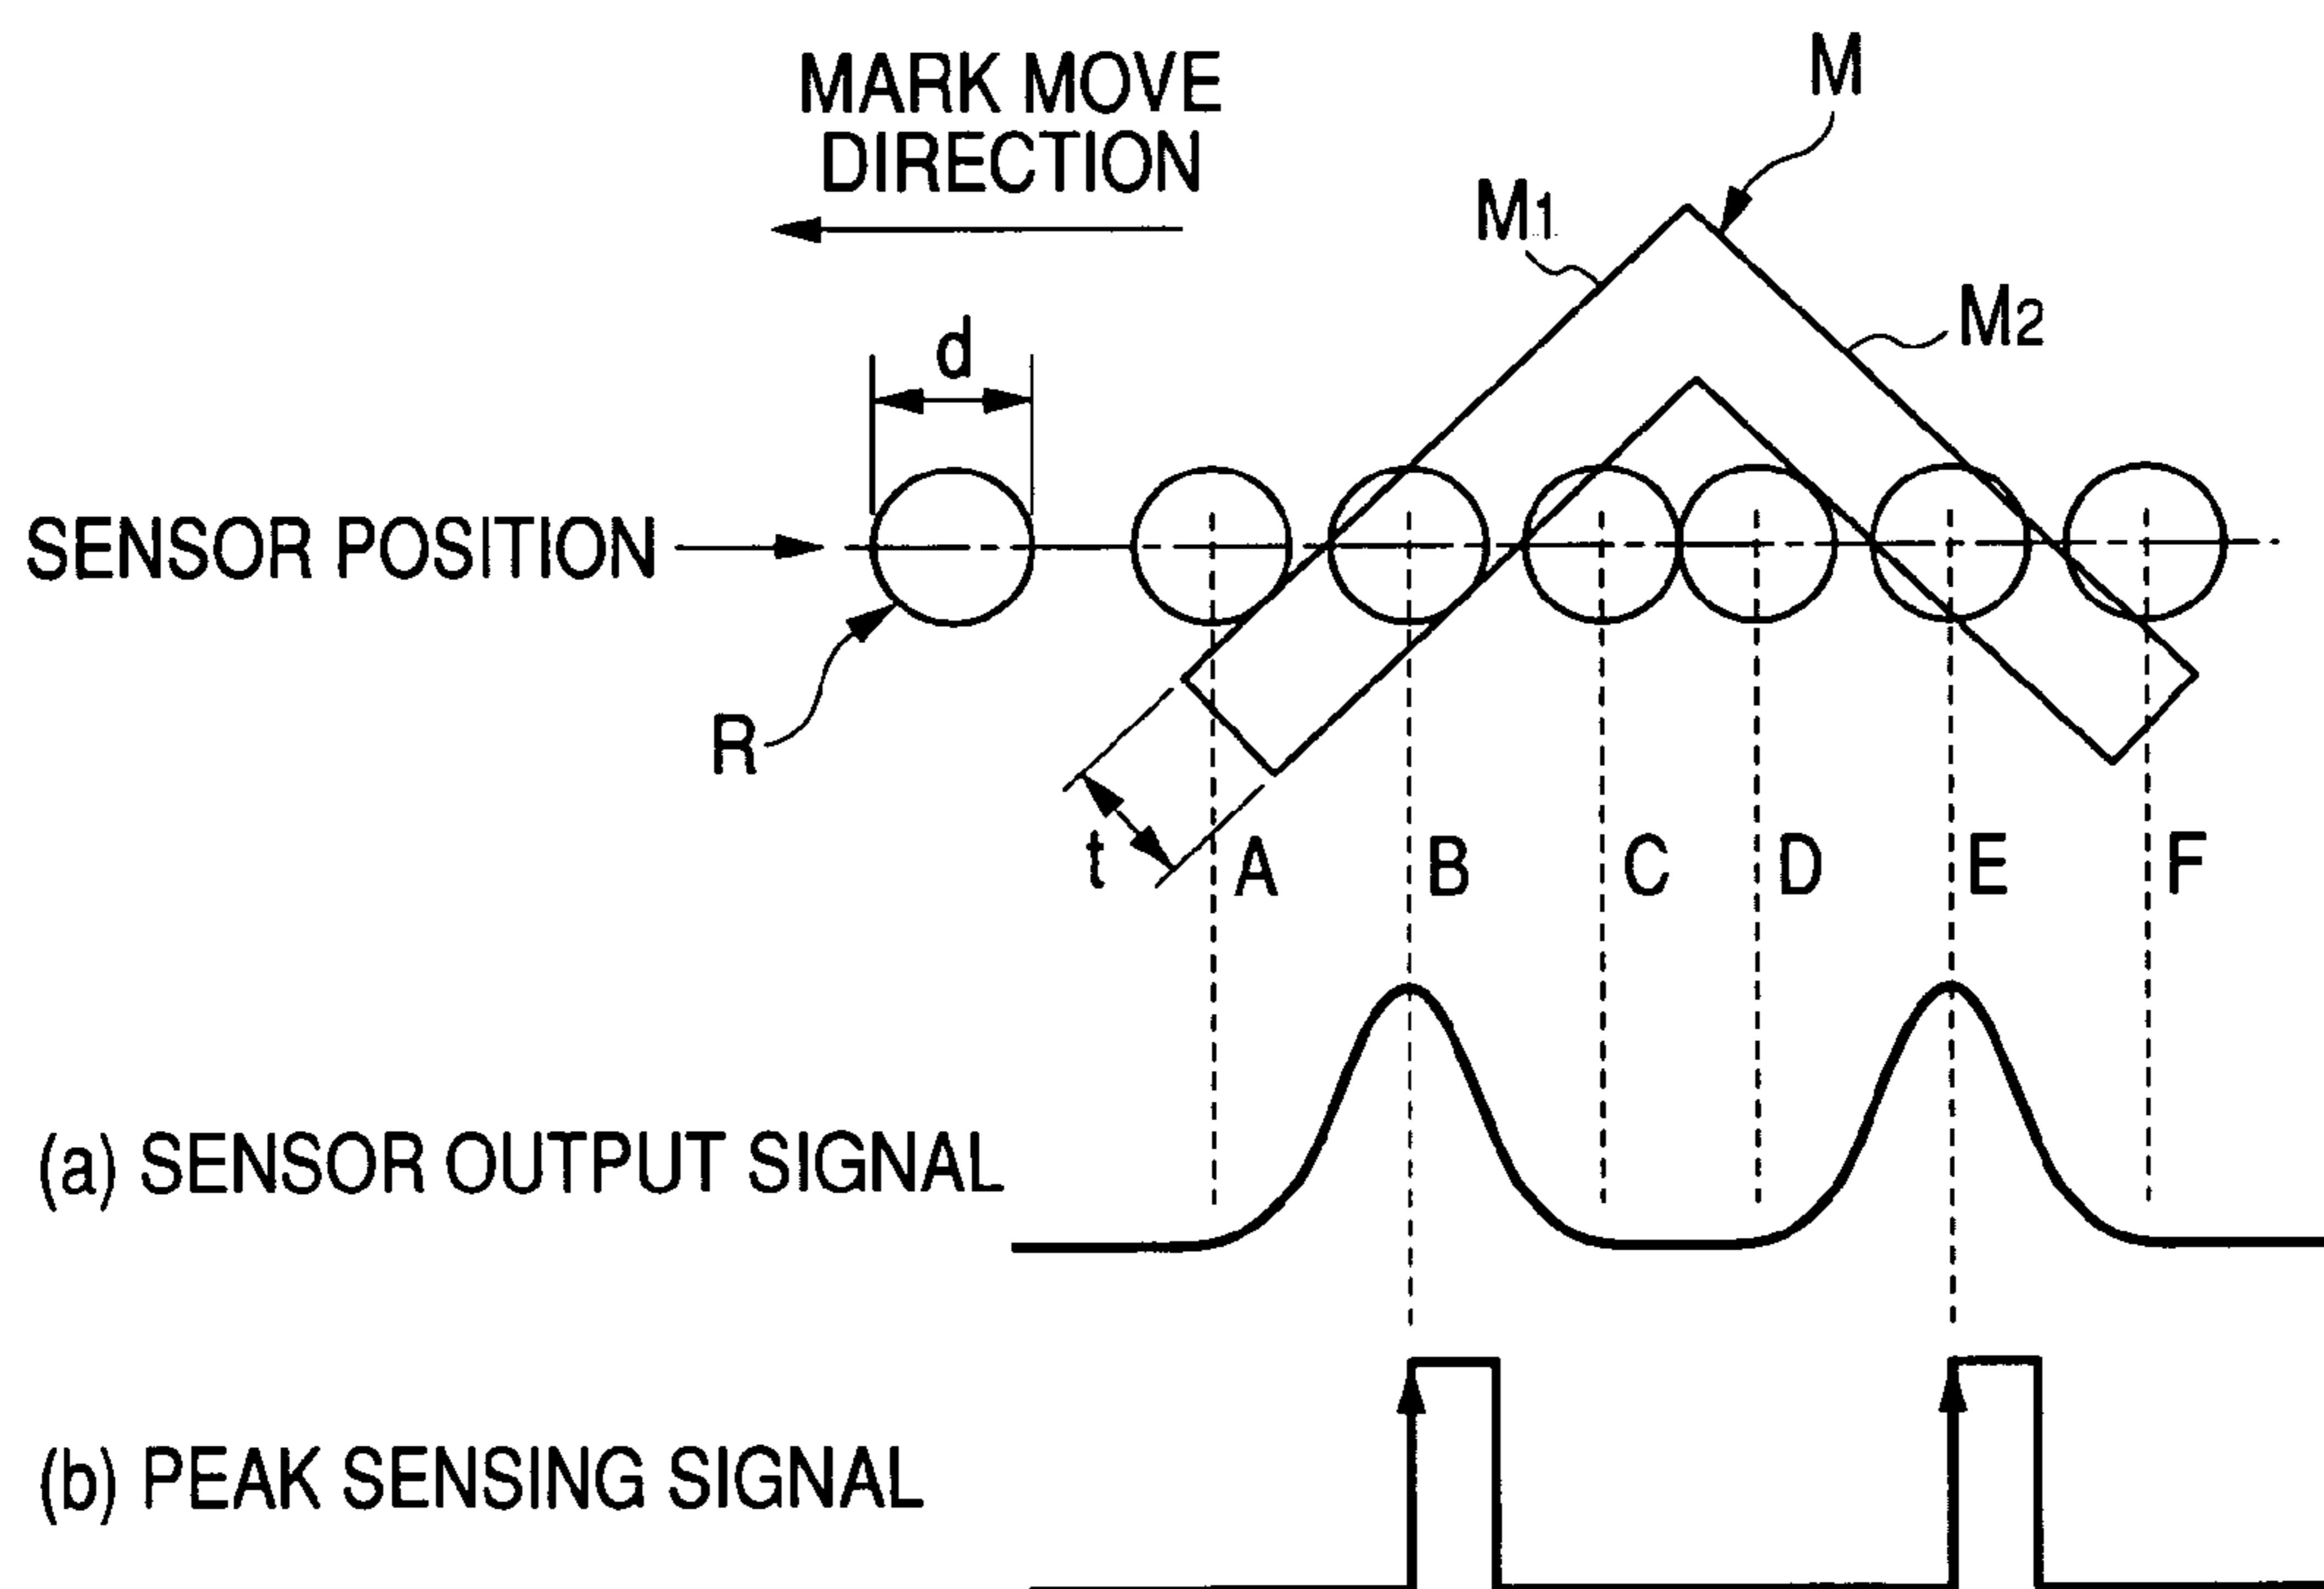 MARK MOVE
DIRECTION
M
M1
M2
d
SENSOR POSITION
R
t
A
B
C
D
E
F
(a) SENSOR OUTPUT SIGNAL
(b) PEAK SENSING SIGNAL